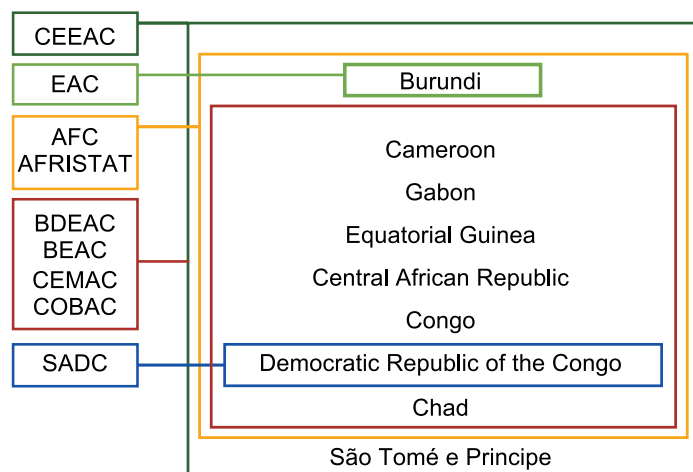 CEEAC
EAC
AFC
AFRISTAT
BDEAC
BEAC
CEMAC
COBAC
SADC
Burundi
Cameroon
Gabon
Equatorial Guinea
Central African Republic
Congo
Democratic Republic of the Congo
Chad
São Tomé e Principe